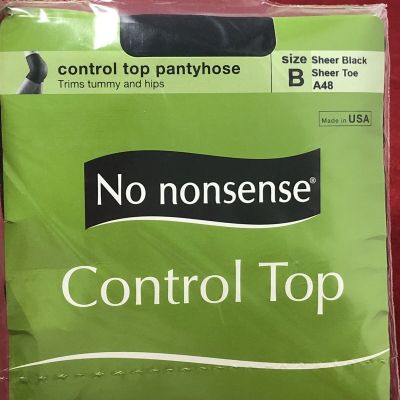 control top pantyhose
Trims tummy and hips
size B
Sheer Black
Sheer Toe
A48
Made in USA
No nonsense®
Control Top